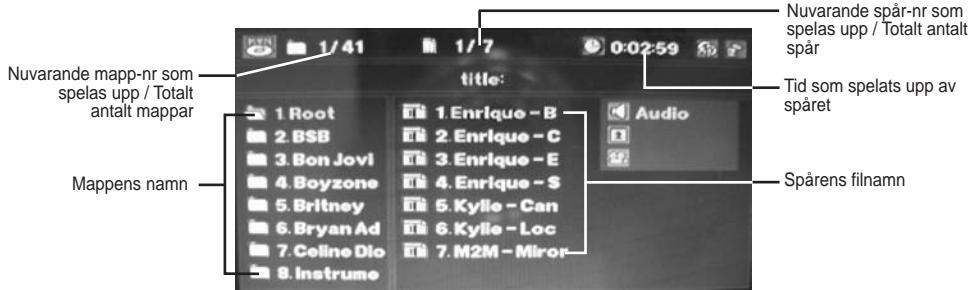 Nuvarande spår-nr som
spelas upp / Totalt antalt
spår
1/41
1/7
0:02:59
Nuvarande mapp-nr som
spelas upp / Totalt
antalt mappar
title:
Tid som spelats upp av
spåret
1 Root
2. BSB
3. Bon Jovi
4. Boyzone
5. Britney
6. Bryan Ad
7. Celine Dio
8. Instrume
1. Enrique - B
2. Enrique - C
3. Enrique - E
4. Enrique - S
5. Kylie - Can
6. Kylie - Loc
7. M2M - Miror
Audio
Mappens namn
Spårens filnamn